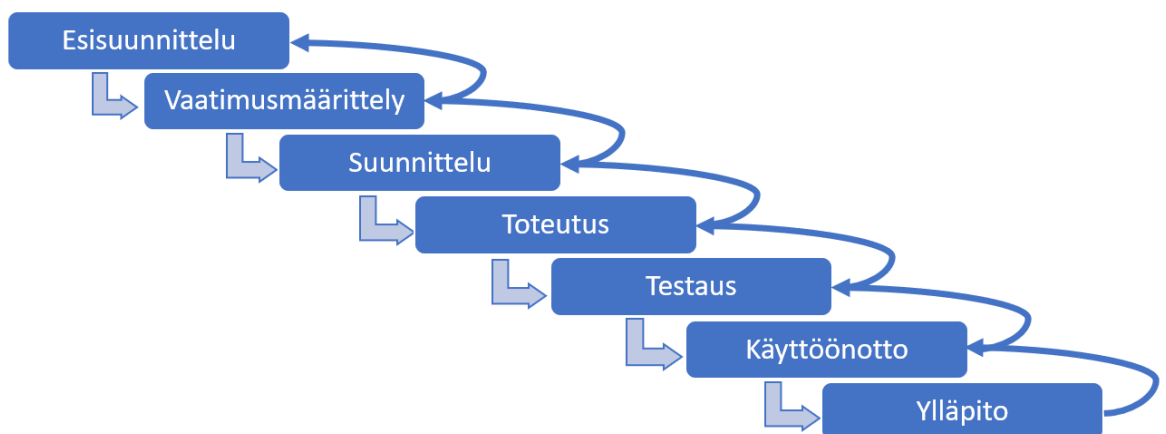 Esisuunnittelu
Vaatimusmäärittely
Suunnittelu
Toteutus
Testaus
Käyttöönotto
Ylläpito